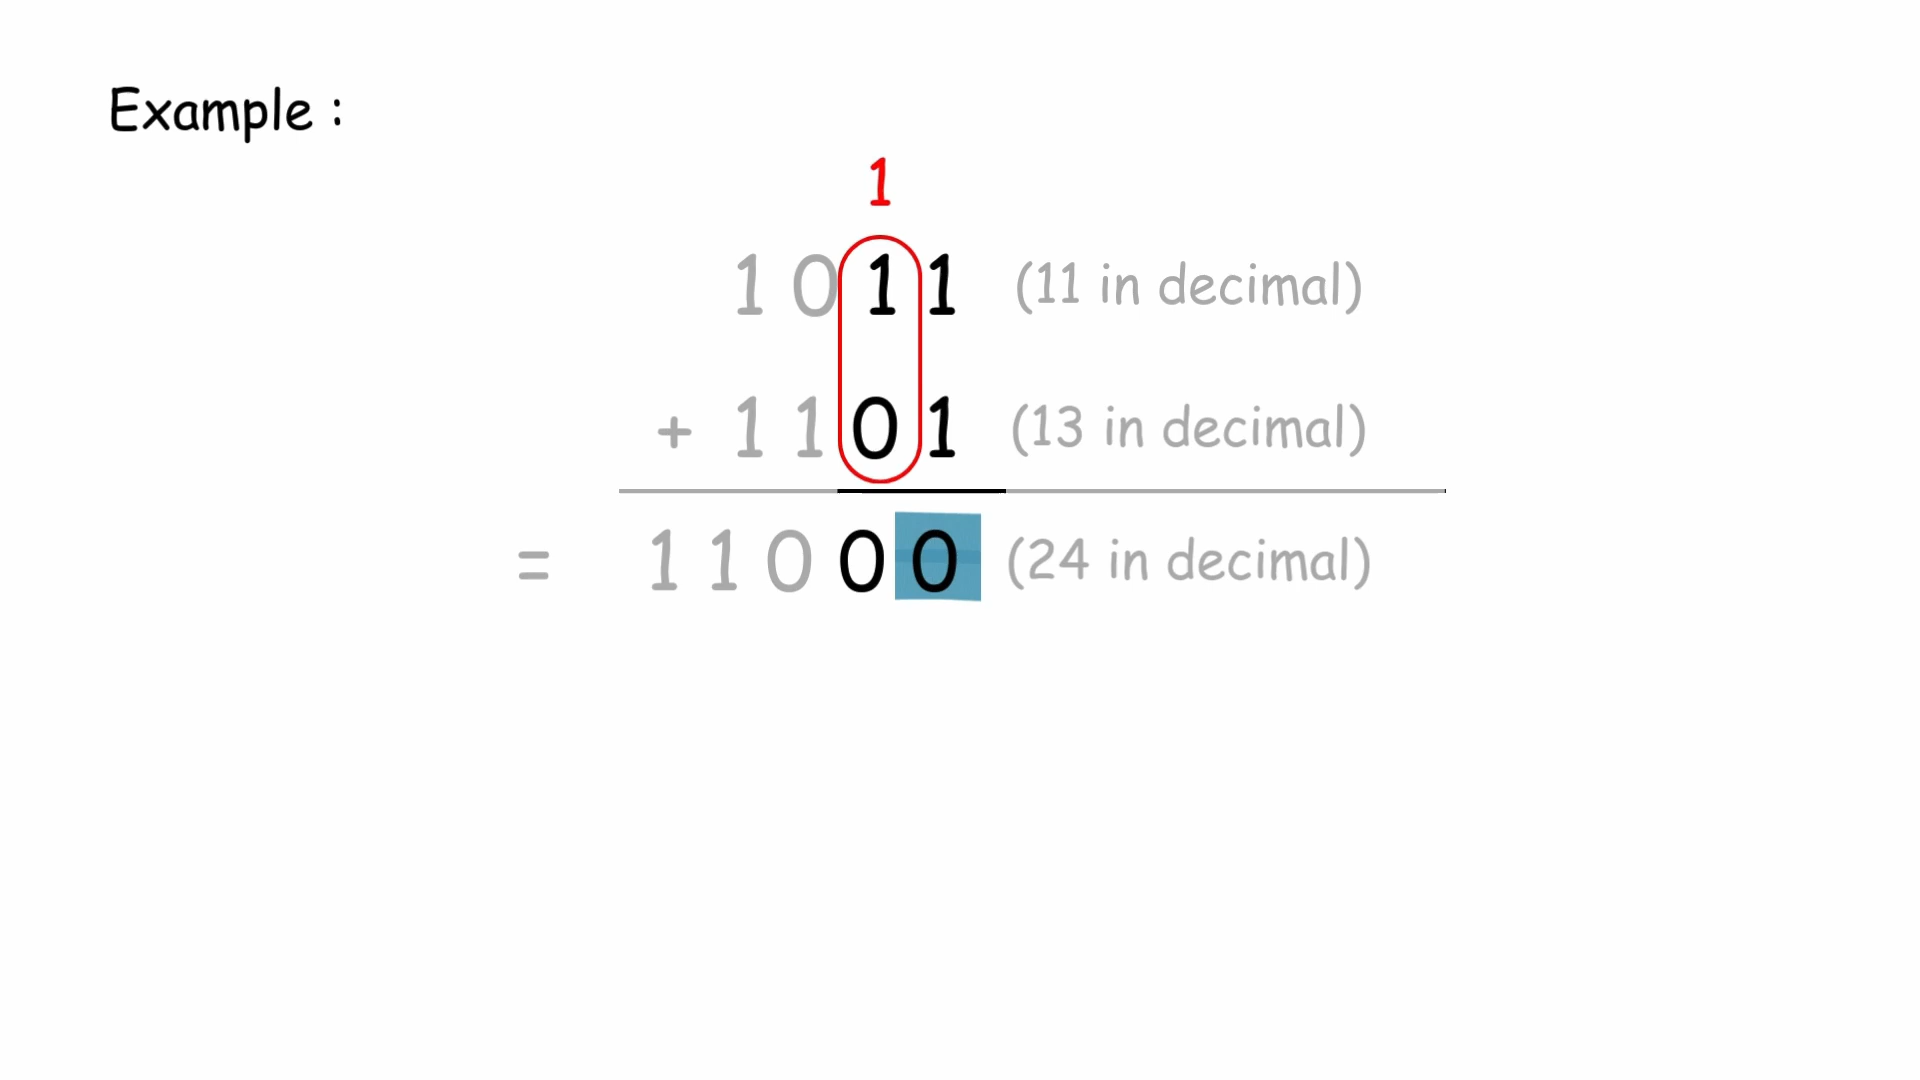 Example :
1
1 0 1 1 (11 in decimal)
+ 1 1 0 1 (13 in decimal)
= 1 1 0 0 0 (24 in decimal)